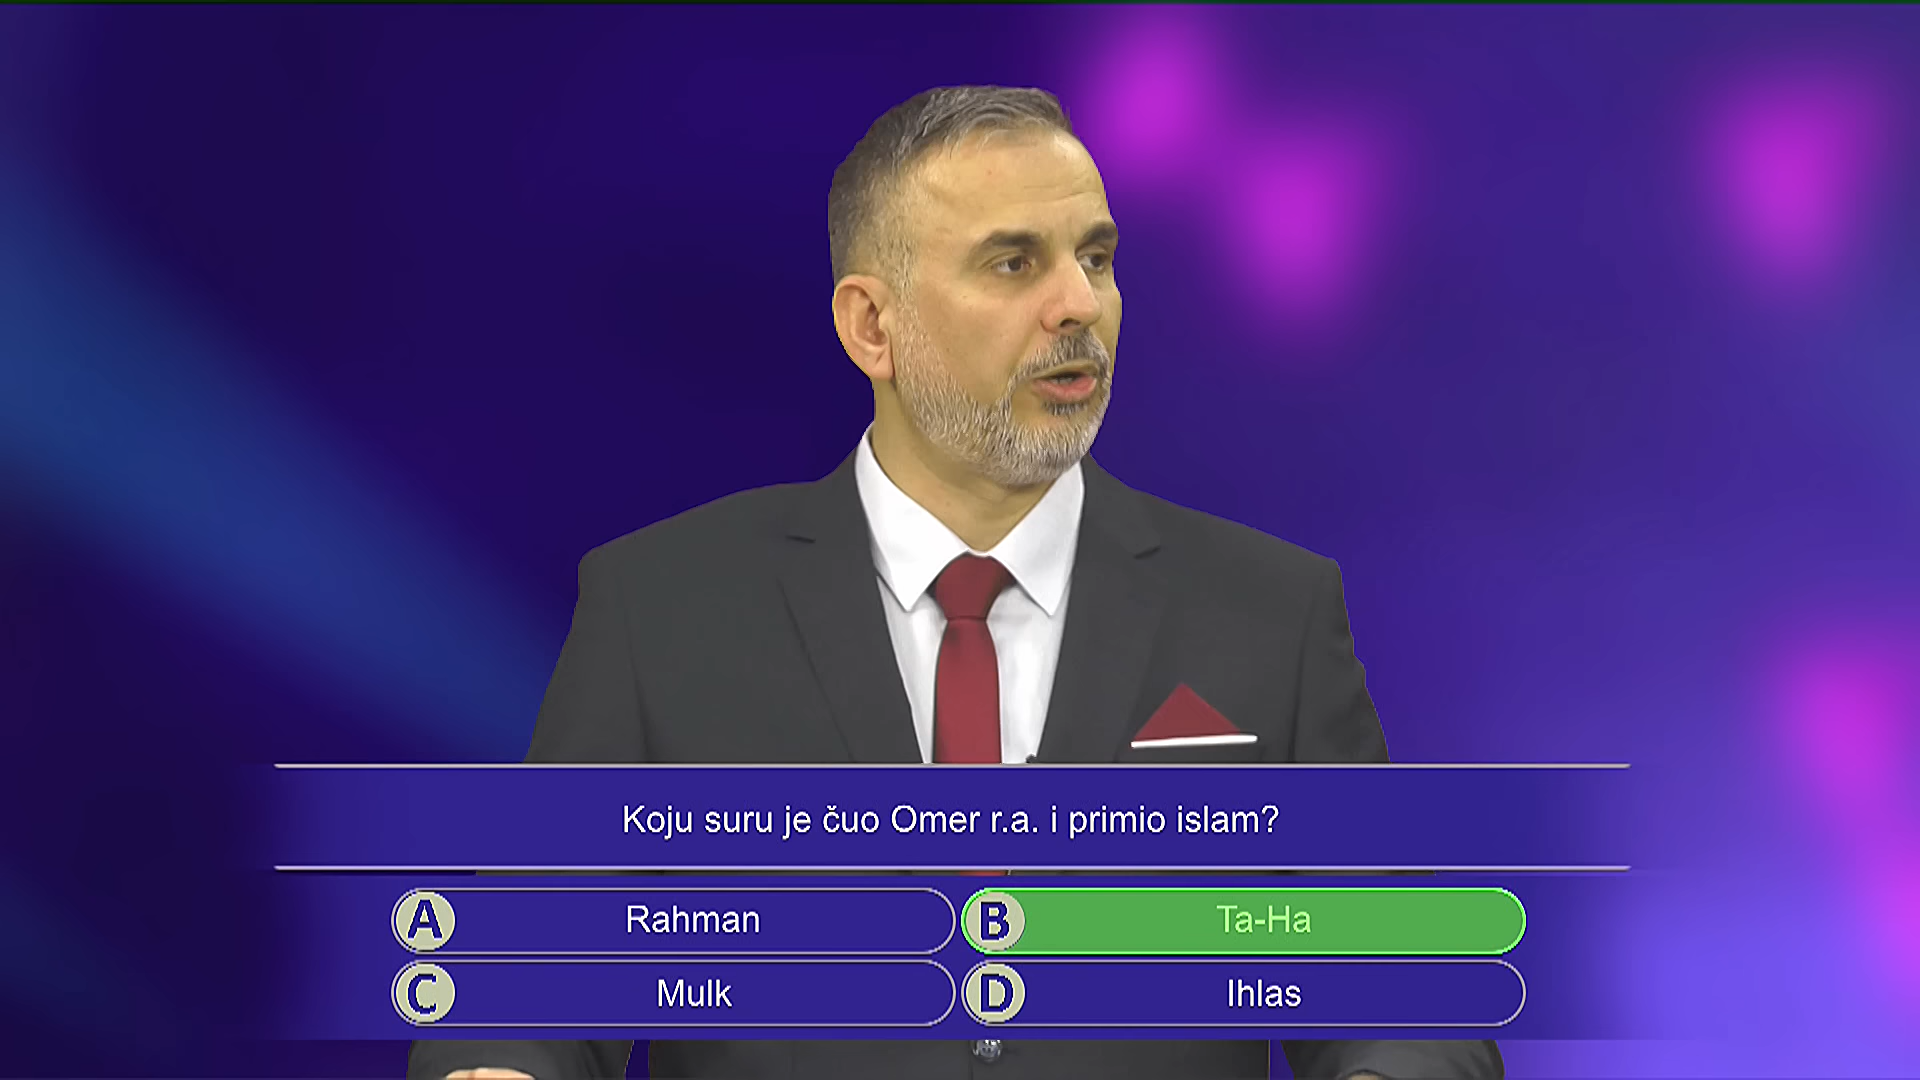 Koju suru je čuo Omer r.a. i primio islam?
A Rahman
B Ta-Ha
C Mulk
D Ihlas